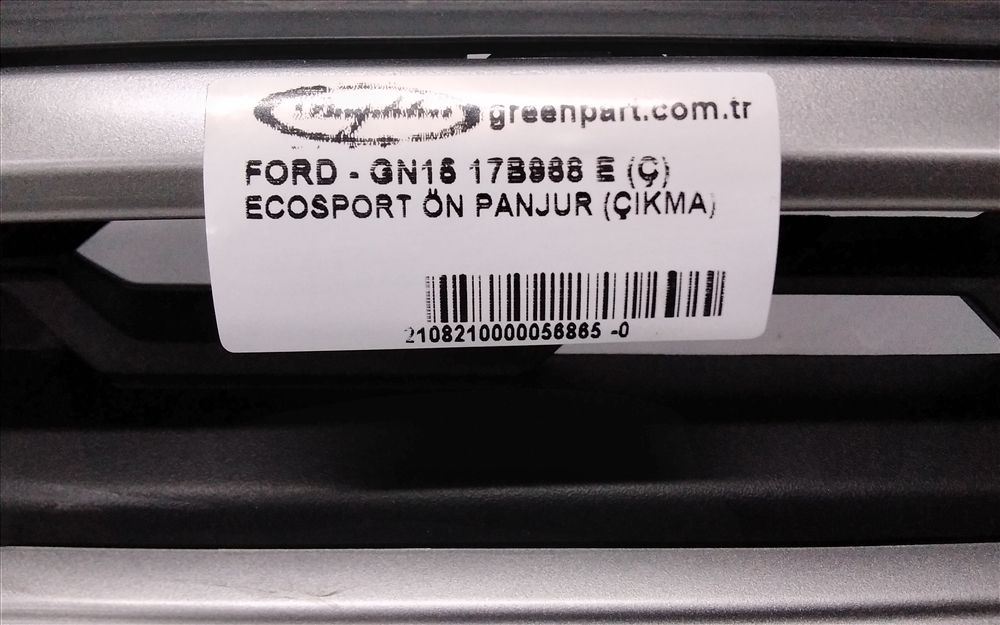 greenpart.com.tr
FORD - GN15 17B968 E (Ç)
ECOSPORT ÖN PANJUR (ÇIKMA)
2108210000056865 -0